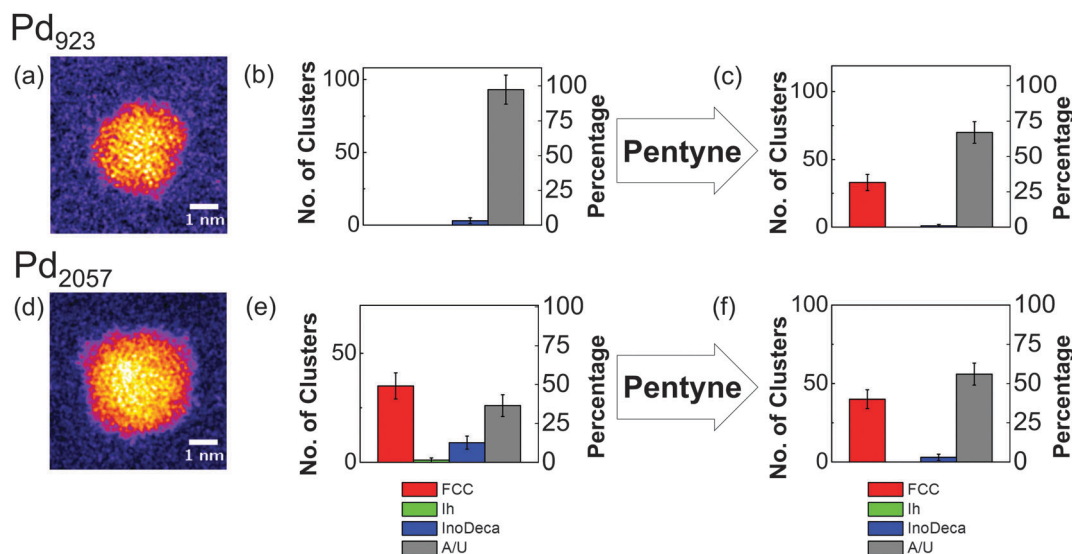 Pd923
(a)
1 nm
(b)
No. of Clusters
100
50
0
100
75
50
25
0
Percentage
Pentyne
(c)
No. of Clusters
100
50
0
100
75
50
25
0
Percentage
Pd2057
(d)
1 nm
(e)
No. of Clusters
50
0
100
75
50
25
0
Percentage
Pentyne
(f)
No. of Clusters
100
50
0
100
75
50
25
0
Percentage
FCC
Ih
InoDeca
A/U
FCC
Ih
InoDeca
A/U